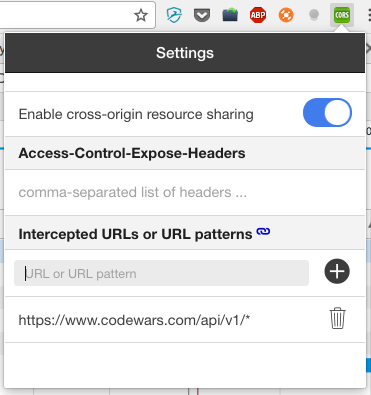 ABP
CORS
Settings
Enable cross-origin resource sharing
Access-Control-Expose-Headers
comma-separated list of headers ...
Intercepted URLs or URL patterns
URL or URL pattern
https://www.codewars.com/api/v1/*